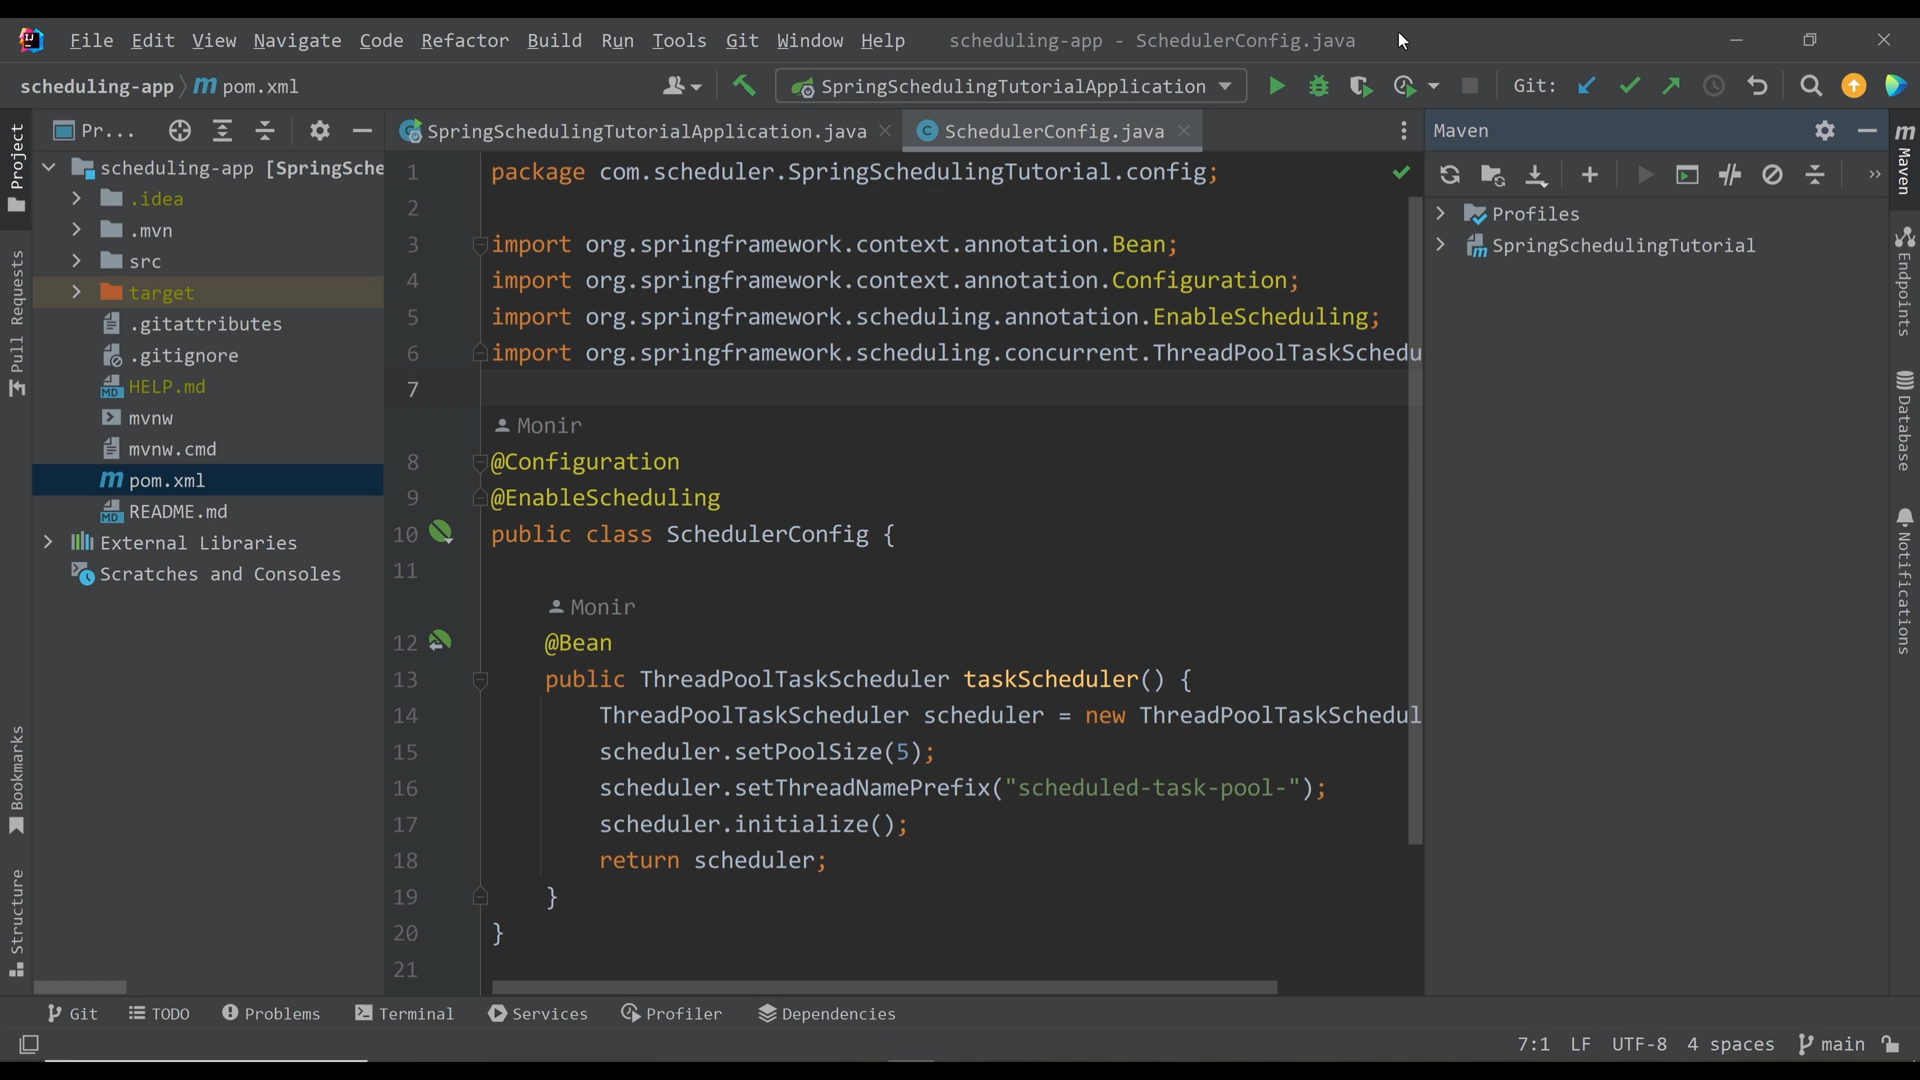 File Edit View Navigate Code Refactor Build Run Tools Git Window Help scheduling-app - SchedulerConfig.java
scheduling-app pom.xml SpringSchedulingTutorialApplication Git:
Project
Pull Requests
Bookmarks
Structure
Pr...
scheduling-app [SpringSche
.idea
.mvn
src
target
.gitattributes
.gitignore
HELP.md
mvnw
mvnw.cmd
pom.xml
README.md
External Libraries
Scratches and Consoles
SpringSchedulingTutorialApplication.java SchedulerConfig.java
1 package com.scheduler.SpringSchedulingTutorial.config;
2
3 import org.springframework.context.annotation.Bean;
4 import org.springframework.context.annotation.Configuration;
5 import org.springframework.scheduling.annotation.EnableScheduling;
6 import org.springframework.scheduling.concurrent.ThreadPoolTaskSchedu
7
Monir
8 @Configuration
9 @EnableScheduling
10 public class SchedulerConfig {
11
Monir
12 @Bean
13 public ThreadPoolTaskScheduler taskScheduler() {
14 ThreadPoolTaskScheduler scheduler = new ThreadPoolTaskSchedul
15 scheduler.setPoolSize(5);
16 scheduler.setThreadNamePrefix("scheduled-task-pool-");
17 scheduler.initialize();
18 return scheduler;
19 }
20 }
21
Maven
Profiles
SpringSchedulingTutorial
Maven
Endpoints
Database
Notifications
Git TODO Problems Terminal Services Profiler Dependencies
7:1 LF UTF-8 4 spaces main